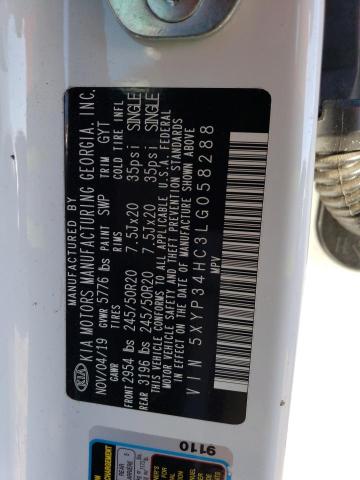 MANUFACTURED BY
KIA KIA MOTORS MANUFACTURING GEORGIA, INC.
NOV/04/19 GVWR 5776 lbs PAINT SWP TRIM GYT
GAWR TIRES RIMS COLD TIRE INFL
FRONT 2954 lbs 245/50R20 7.5JX20 35psi SINGLE
REAR 3196 lbs 245/50R20 7.5JX20 35psi SINGLE
THIS VEHICLE CONFORMS TO ALL APPLICABLE U.S.A. FEDERAL
MOTOR VEHICLE SAFETY, BUMPER, AND THEFT PREVENTION STANDARDS
IN EFFECT ON THE DATE OF MANUFACTURE SHOWN ABOVE
VIN 5XYP34HC3LG058288
MPV
9110
REAR
ARRIÈRE